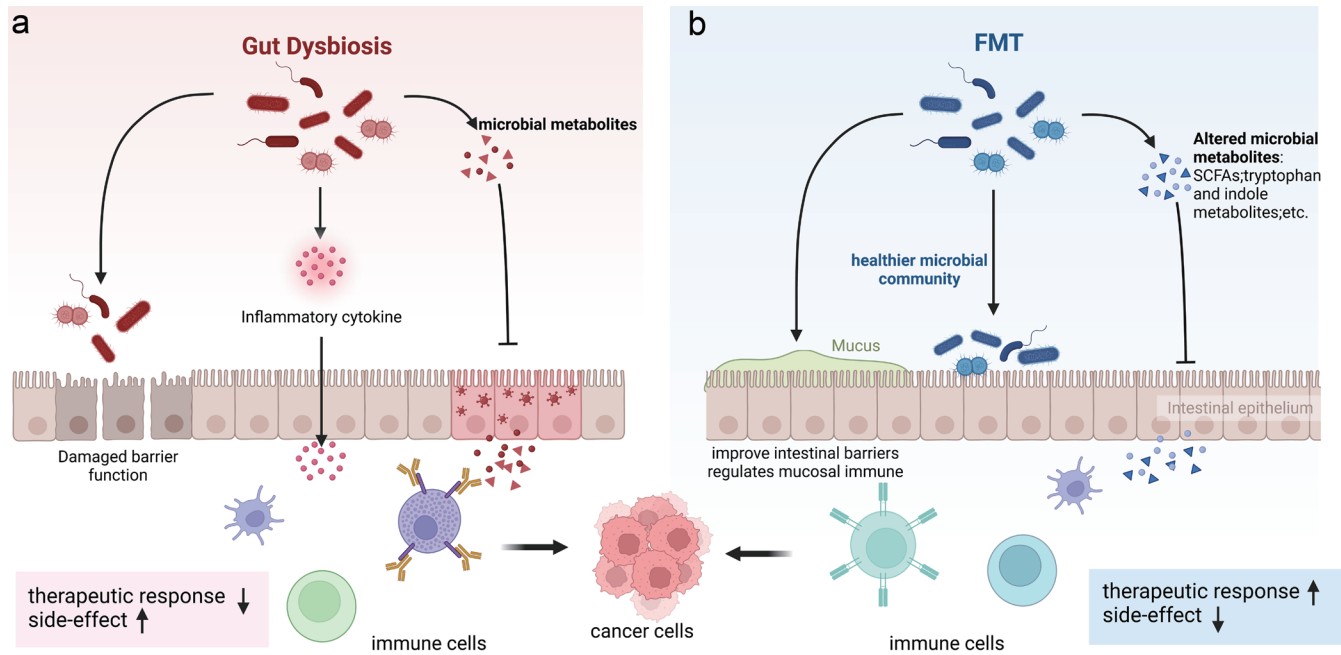 a
Gut Dysbiosis
microbial metabolites
Inflammatory cytokine
Damaged barrier
function
therapeutic response ↓
side-effect ↑
immune cells
cancer cells
b
FMT
Altered microbial
metabolites:
SCFAs;tryptophan
and indole
metabolites;etc.
healthier microbial
community
Mucus
Intestinal epithelium
improve intestinal barriers
regulates mucosal immune
immune cells
therapeutic response ↑
side-effect ↓